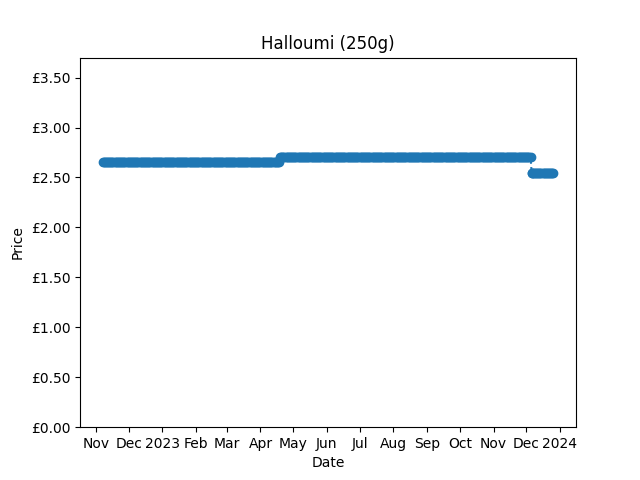 Halloumi (250g)
£3.50
£3.00
£2.50
£2.00
£1.50
£1.00
£0.50
£0.00
Price
Nov Dec 2023 Feb Mar Apr May Jun Jul Aug Sep Oct Nov Dec 2024
Date